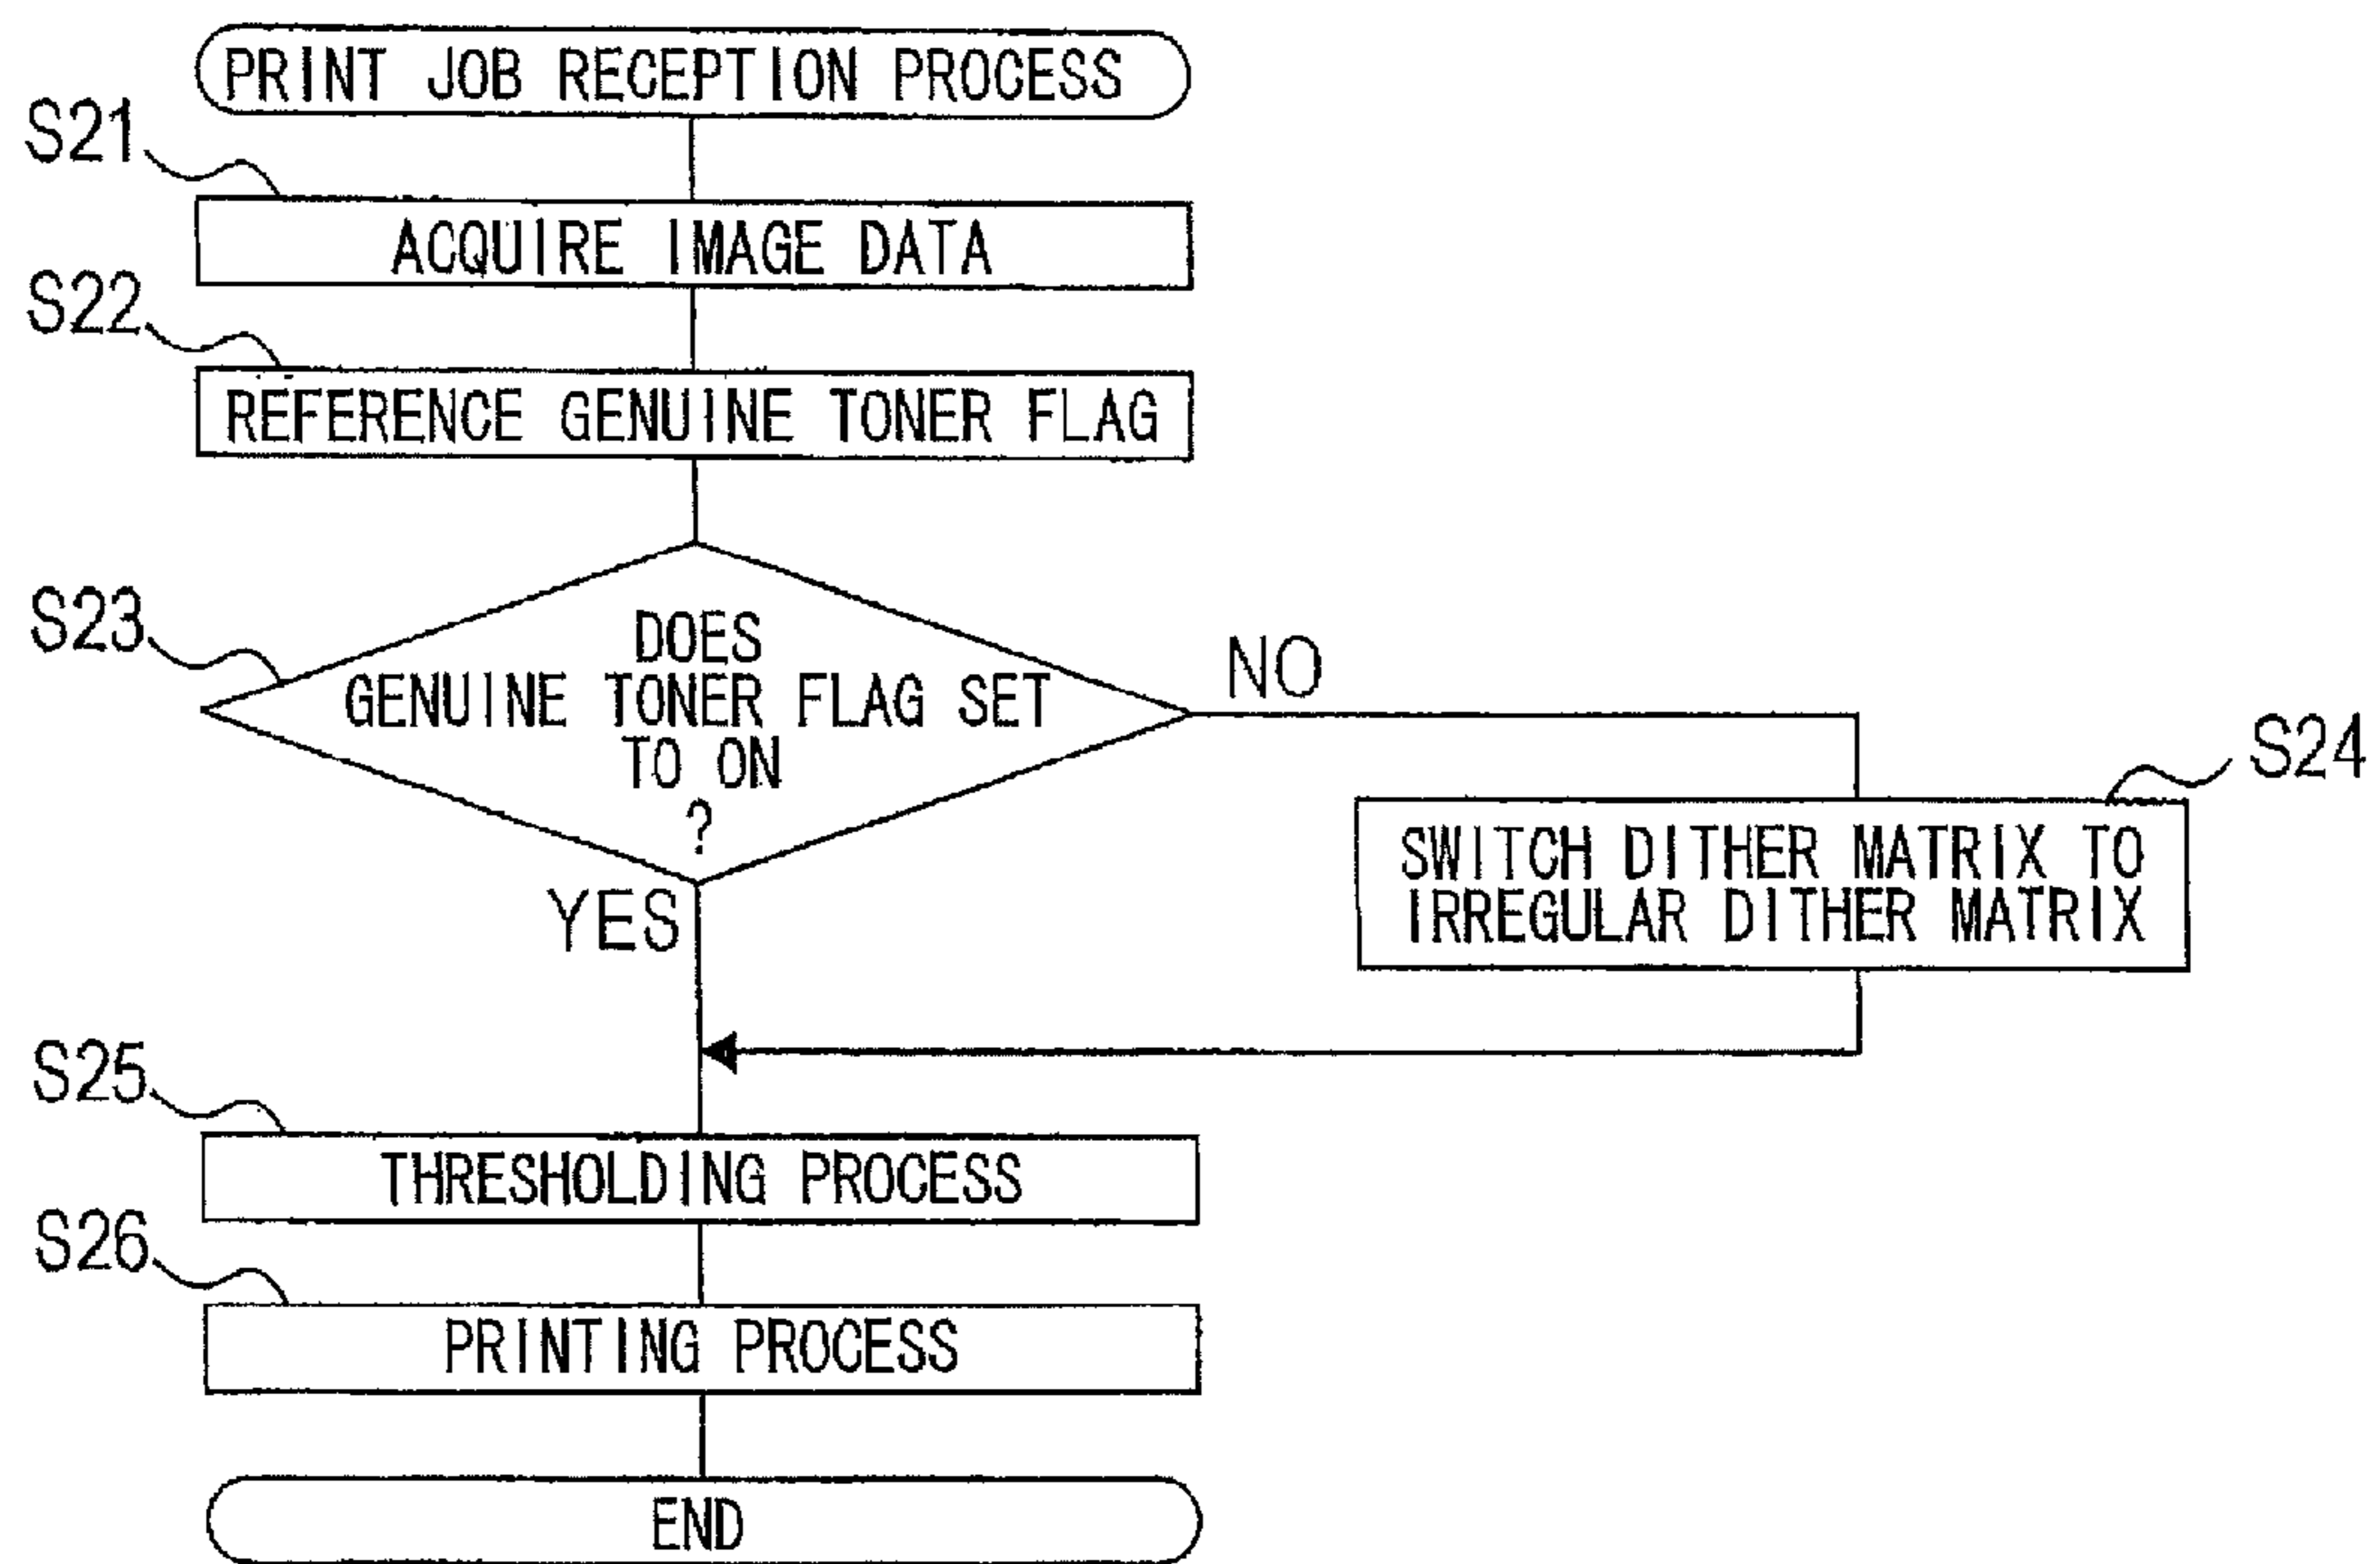 PRINT JOB RECEPTION PROCESS
S21
ACQUIRE IMAGE DATA
S22
REFERENCE GENUINE TONER FLAG
S23
DOES
GENUINE TONER FLAG SET
TO ON
?
NO
YES
S24
SWITCH DITHER MATRIX TO
IRREGULAR DITHER MATRIX
S25
THRESHOLDING PROCESS
S26
PRINTING PROCESS
END